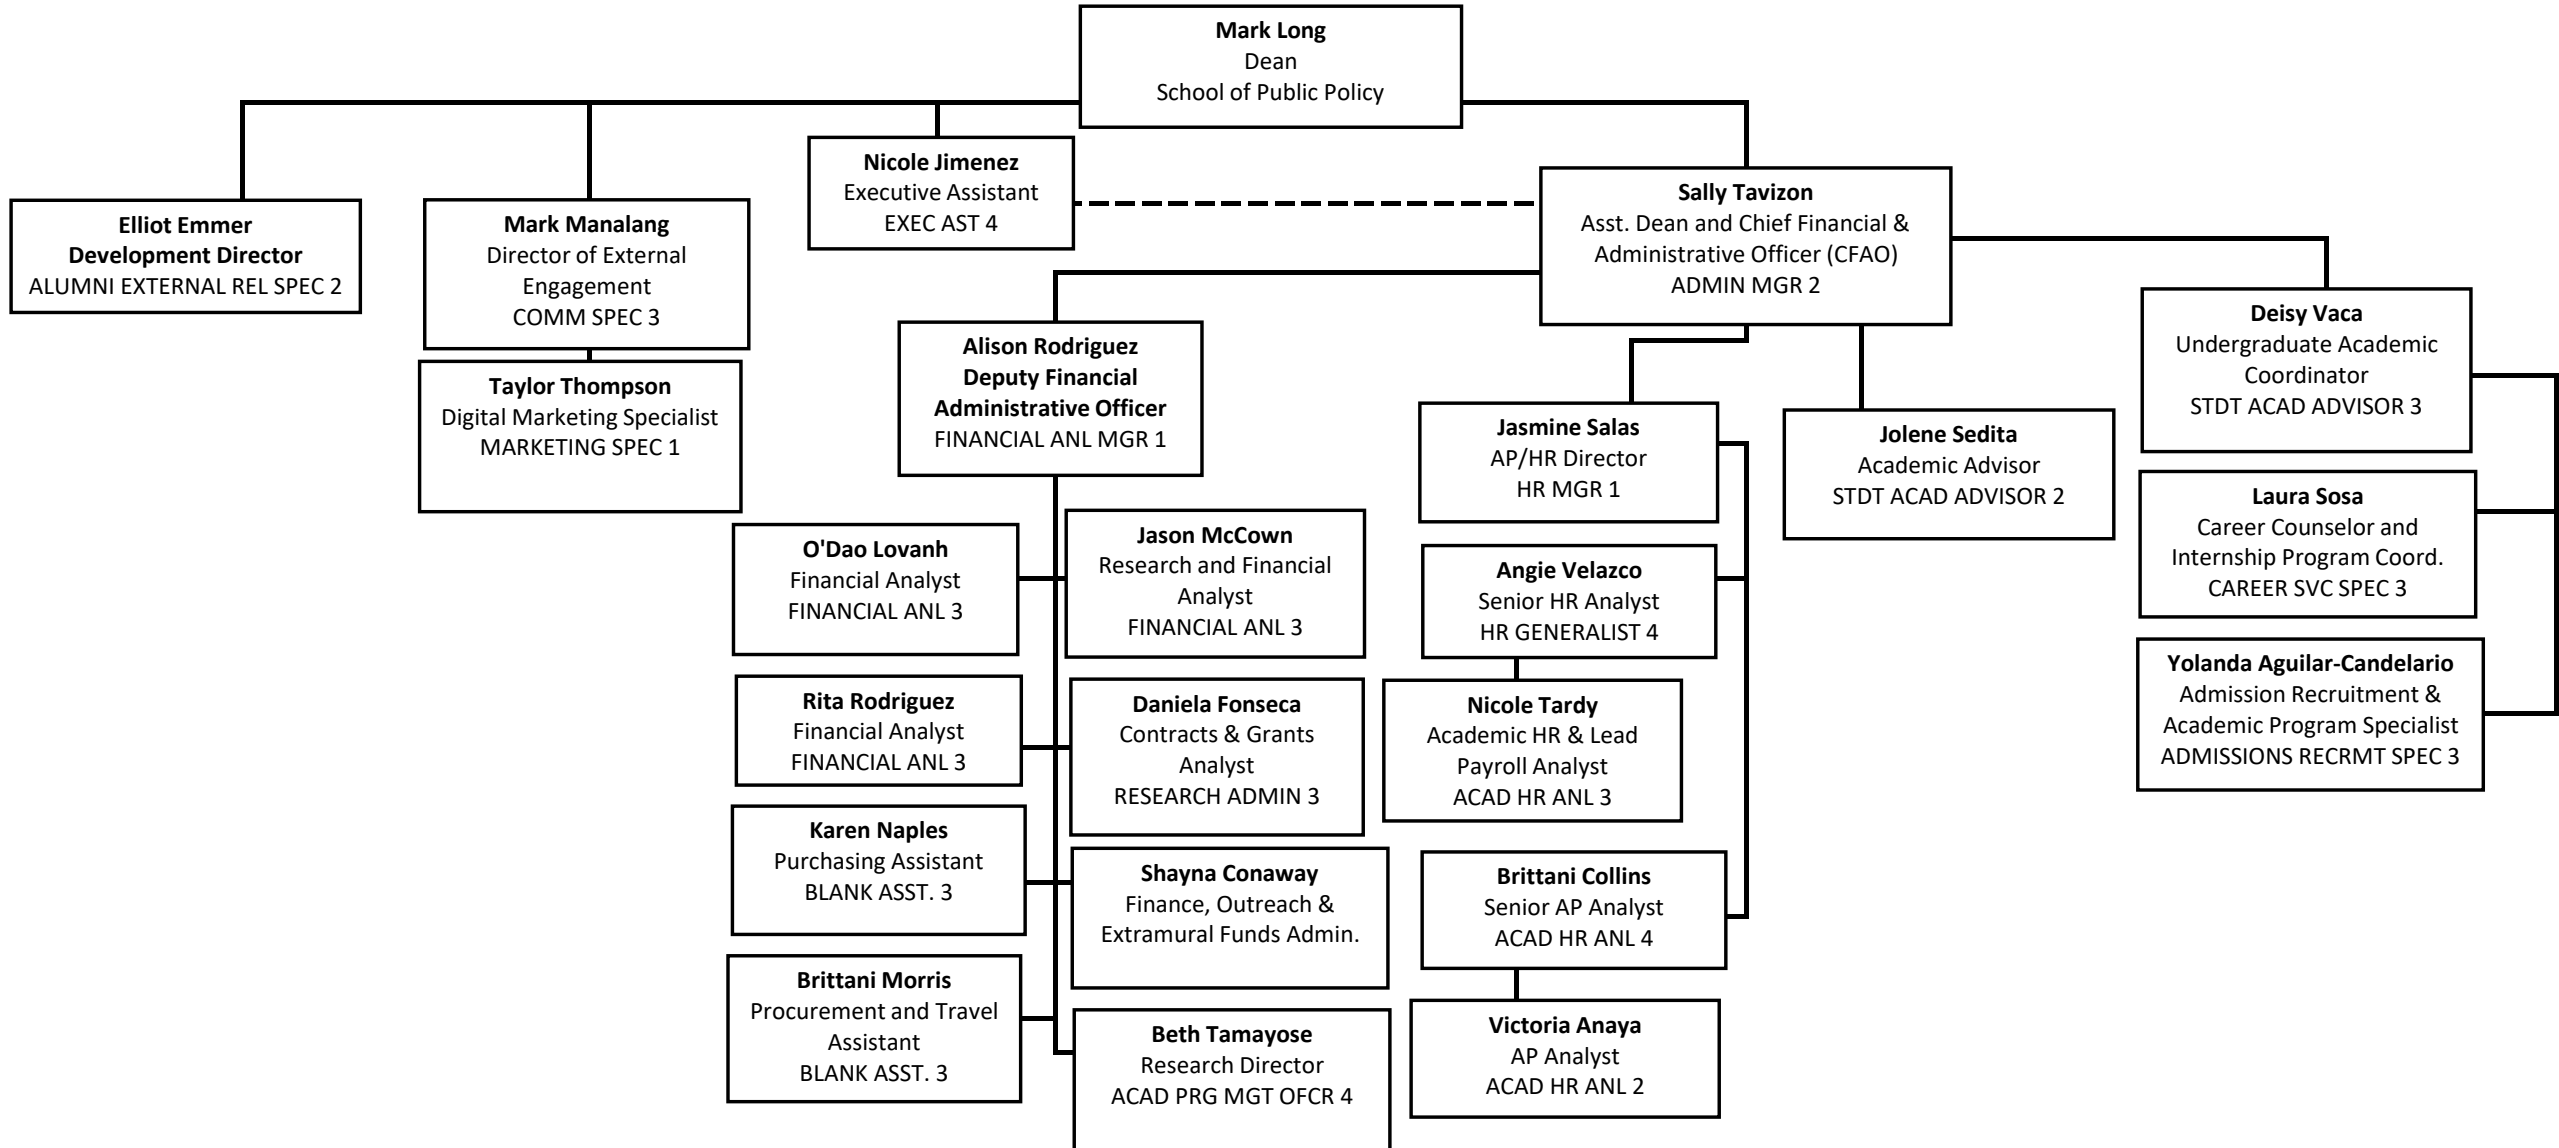 Mark Long
Dean
School of Public Policy
Nicole Jimenez
Executive Assistant
EXEC AST 4
Sally Tavizon
Asst. Dean and Chief Financial &
Administrative Officer (CFAO)
ADMIN MGR 2
Elliot Emmer
Development Director
ALUMNI EXTERNAL REL SPEC 2
Mark Manalang
Director of External
Engagement
COMM SPEC 3
Taylor Thompson
Digital Marketing Specialist
MARKETING SPEC 1
Alison Rodriguez
Deputy Financial
Administrative Officer
FINANCIAL ANL MGR 1
O'Dao Lovanh
Financial Analyst
FINANCIAL ANL 3
Jason McCown
Research and Financial
Analyst
FINANCIAL ANL 3
Rita Rodriguez
Financial Analyst
FINANCIAL ANL 3
Daniela Fonseca
Contracts & Grants
Analyst
RESEARCH ADMIN 3
Karen Naples
Purchasing Assistant
BLANK ASST. 3
Shayna Conaway
Finance, Outreach &
Extramural Funds Admin.
Brittani Morris
Procurement and Travel
Assistant
BLANK ASST. 3
Beth Tamayose
Research Director
ACAD PRG MGT OFCR 4
Jasmine Salas
AP/HR Director
HR MGR 1
Angie Velazco
Senior HR Analyst
HR GENERALIST 4
Nicole Tardy
Academic HR & Lead
Payroll Analyst
ACAD HR ANL 3
Brittani Collins
Senior AP Analyst
ACAD HR ANL 4
Victoria Anaya
AP Analyst
ACAD HR ANL 2
Jolene Sedita
Academic Advisor
STDT ACAD ADVISOR 2
Deisy Vaca
Undergraduate Academic
Coordinator
STDT ACAD ADVISOR 3
Laura Sosa
Career Counselor and
Internship Program Coord.
CAREER SVC SPEC 3
Yolanda Aguilar-Candelario
Admission Recruitment &
Academic Program Specialist
ADMISSIONS RECRMT SPEC 3